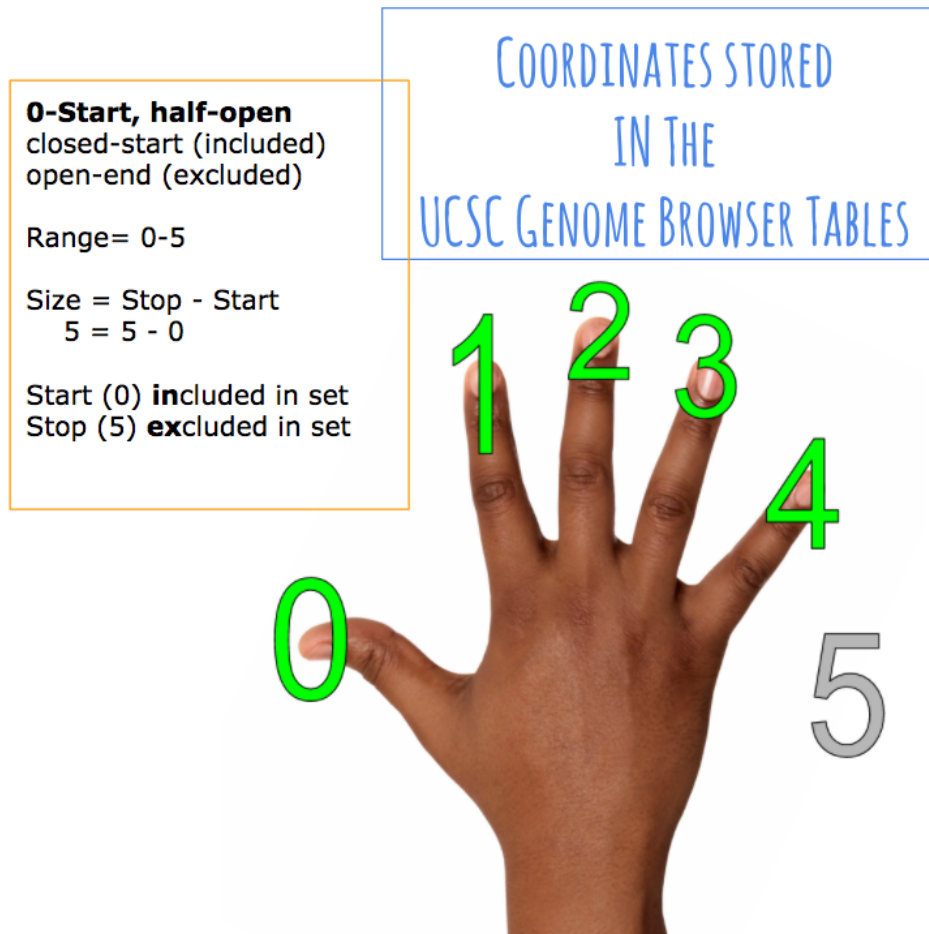 COORDINATES STORED
IN THE
UCSC GENOME BROWSER TABLES
0-Start, half-open
closed-start (included)
open-end (excluded)
Range= 0-5
Size = Stop - Start
5 = 5 - 0
Start (0) included in set
Stop (5) excluded in set
1
2
3
4
0
5